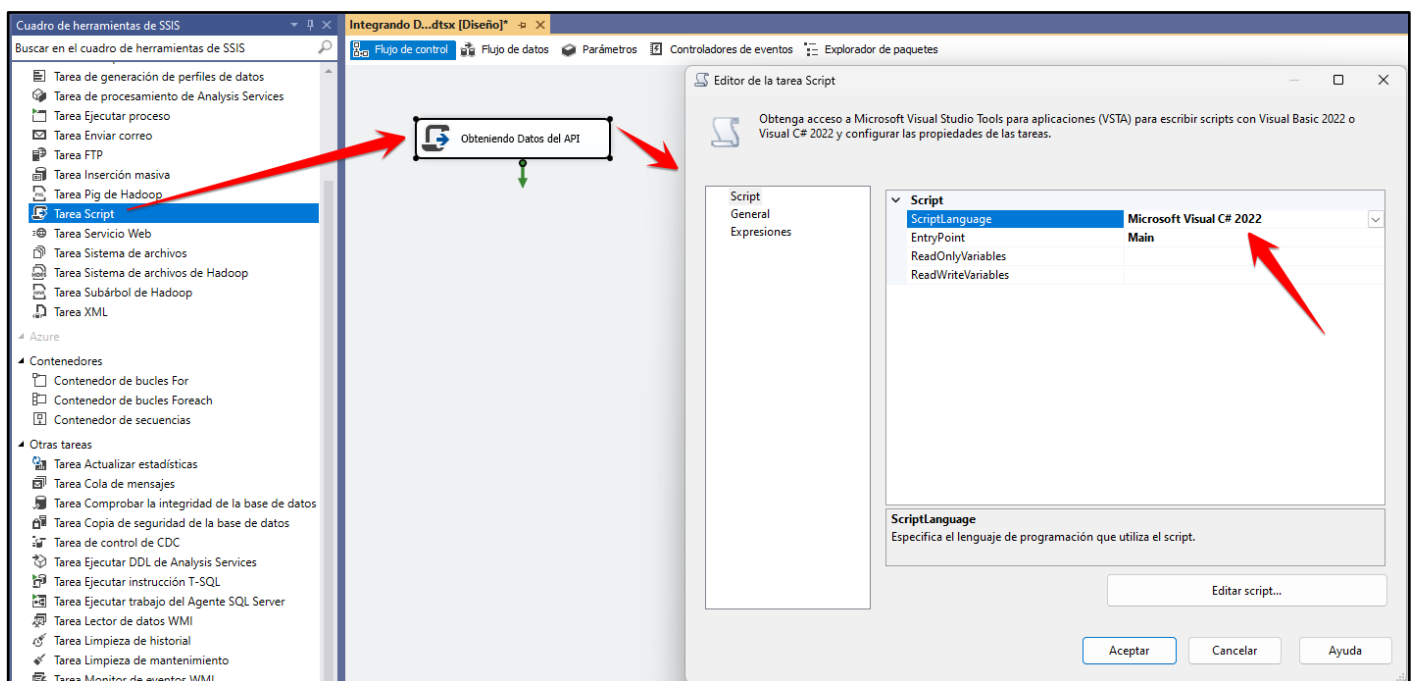 Cuadro de herramientas de SSIS
Buscar en el cuadro de herramientas de SSIS
Tarea de generación de perfiles de datos
Tarea de procesamiento de Analysis Services
Tarea Ejecutar proceso
Tarea Enviar correo
Tarea FTP
Tarea Inserción masiva
Tarea Pig de Hadoop
Tarea Script
Tarea Servicio Web
Tarea Sistema de archivos
Tarea Sistema de archivos de Hadoop
Tarea Subárbol de Hadoop
Tarea XML
Azure
Contenedores
Contenedor de bucles For
Contenedor de bucles Foreach
Contenedor de secuencias
Otras tareas
Tarea Actualizar estadísticas
Tarea Cola de mensajes
Tarea Comprobar la integridad de la base de datos
Tarea Copia de seguridad de la base de datos
Tarea de control de CDC
Tarea Ejecutar DDL de Analysis Services
Tarea Ejecutar instrucción T-SQL
Tarea Ejecutar trabajo del Agente SQL Server
Tarea Lector de datos WMI
Tarea Limpieza de historial
Tarea Limpieza de mantenimiento
Tarea Monitor de eventos WMI
Integrando D...dtsx [Diseño]*
Flujo de control Flujo de datos Parámetros Controladores de eventos Explorador de paquetes
Obteniendo Datos del API
Editor de la tarea Script
Obtenga acceso a Microsoft Visual Studio Tools para aplicaciones (VSTA) para escribir scripts con Visual Basic 2022 o
Visual C# 2022 y configurar las propiedades de las tareas.
Script
General
Expresiones
Script
ScriptLanguage Microsoft Visual C# 2022
EntryPoint Main
ReadOnlyVariables
ReadWriteVariables
ScriptLanguage
Especifica el lenguaje de programación que utiliza el script.
Editar script...
Aceptar Cancelar Ayuda